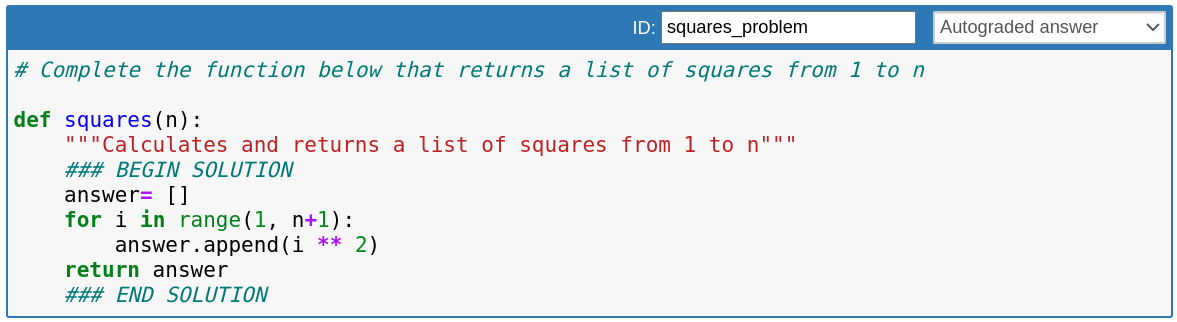 ID: squares_problem Autograded answer
# Complete the function below that returns a list of squares from 1 to n
def squares(n):
    """Calculates and returns a list of squares from 1 to n"""
    ### BEGIN SOLUTION
    answer= []
    for i in range(1, n+1):
        answer.append(i ** 2)
    return answer
    ### END SOLUTION